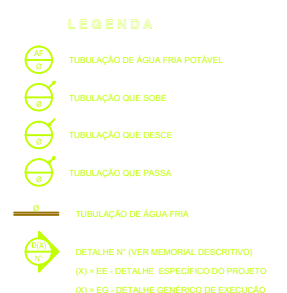 LEGENDA
AF
Ø
TUBULAÇÃO DE ÁGUA FRIA POTÁVEL
Ø
TUBULAÇÃO QUE SOBE
Ø
TUBULAÇÃO QUE DESCE
Ø
TUBULAÇÃO QUE PASSA
Ø
TUBULAÇÃO DE ÁGUA FRIA
D(X)
N°
DETALHE N° (VER MEMORIAL DESCRITIVO)
(X) = EE - DETALHE ESPECÍFICO DO PROJETO
(X) = EG - DETALHE GENÉRICO DE EXECUÇÃO